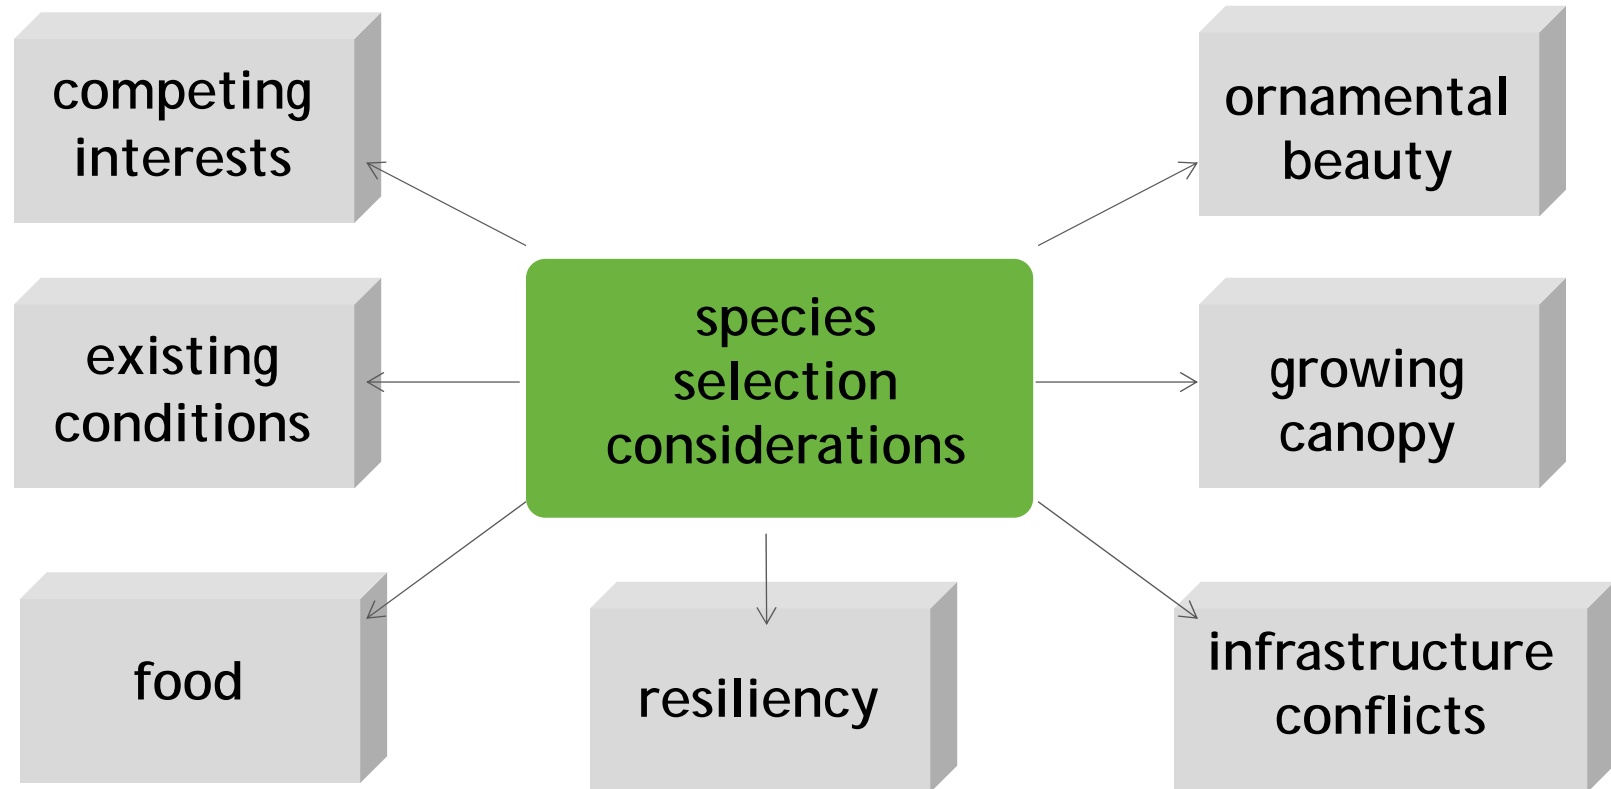 competing
interests
ornamental
beauty
species
selection
considerations
existing
conditions
growing
canopy
food
resiliency
infrastructure
conflicts